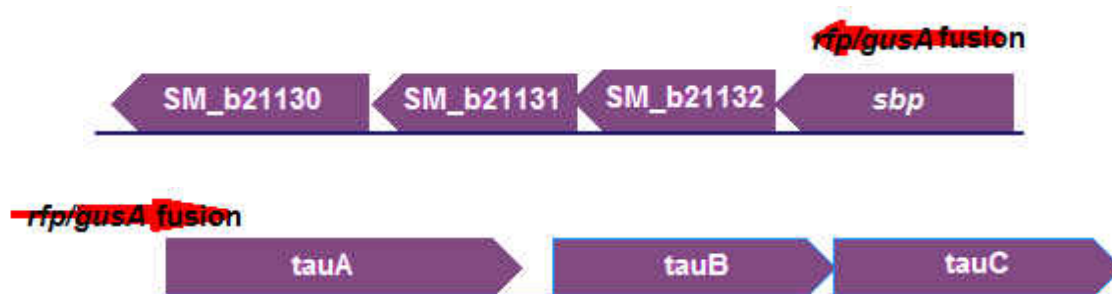 rfp/gusA fusion
SM_b21130 SM_b21131 SM_b21132 sbp
rfp/gusA fusion
tauA tauB tauC